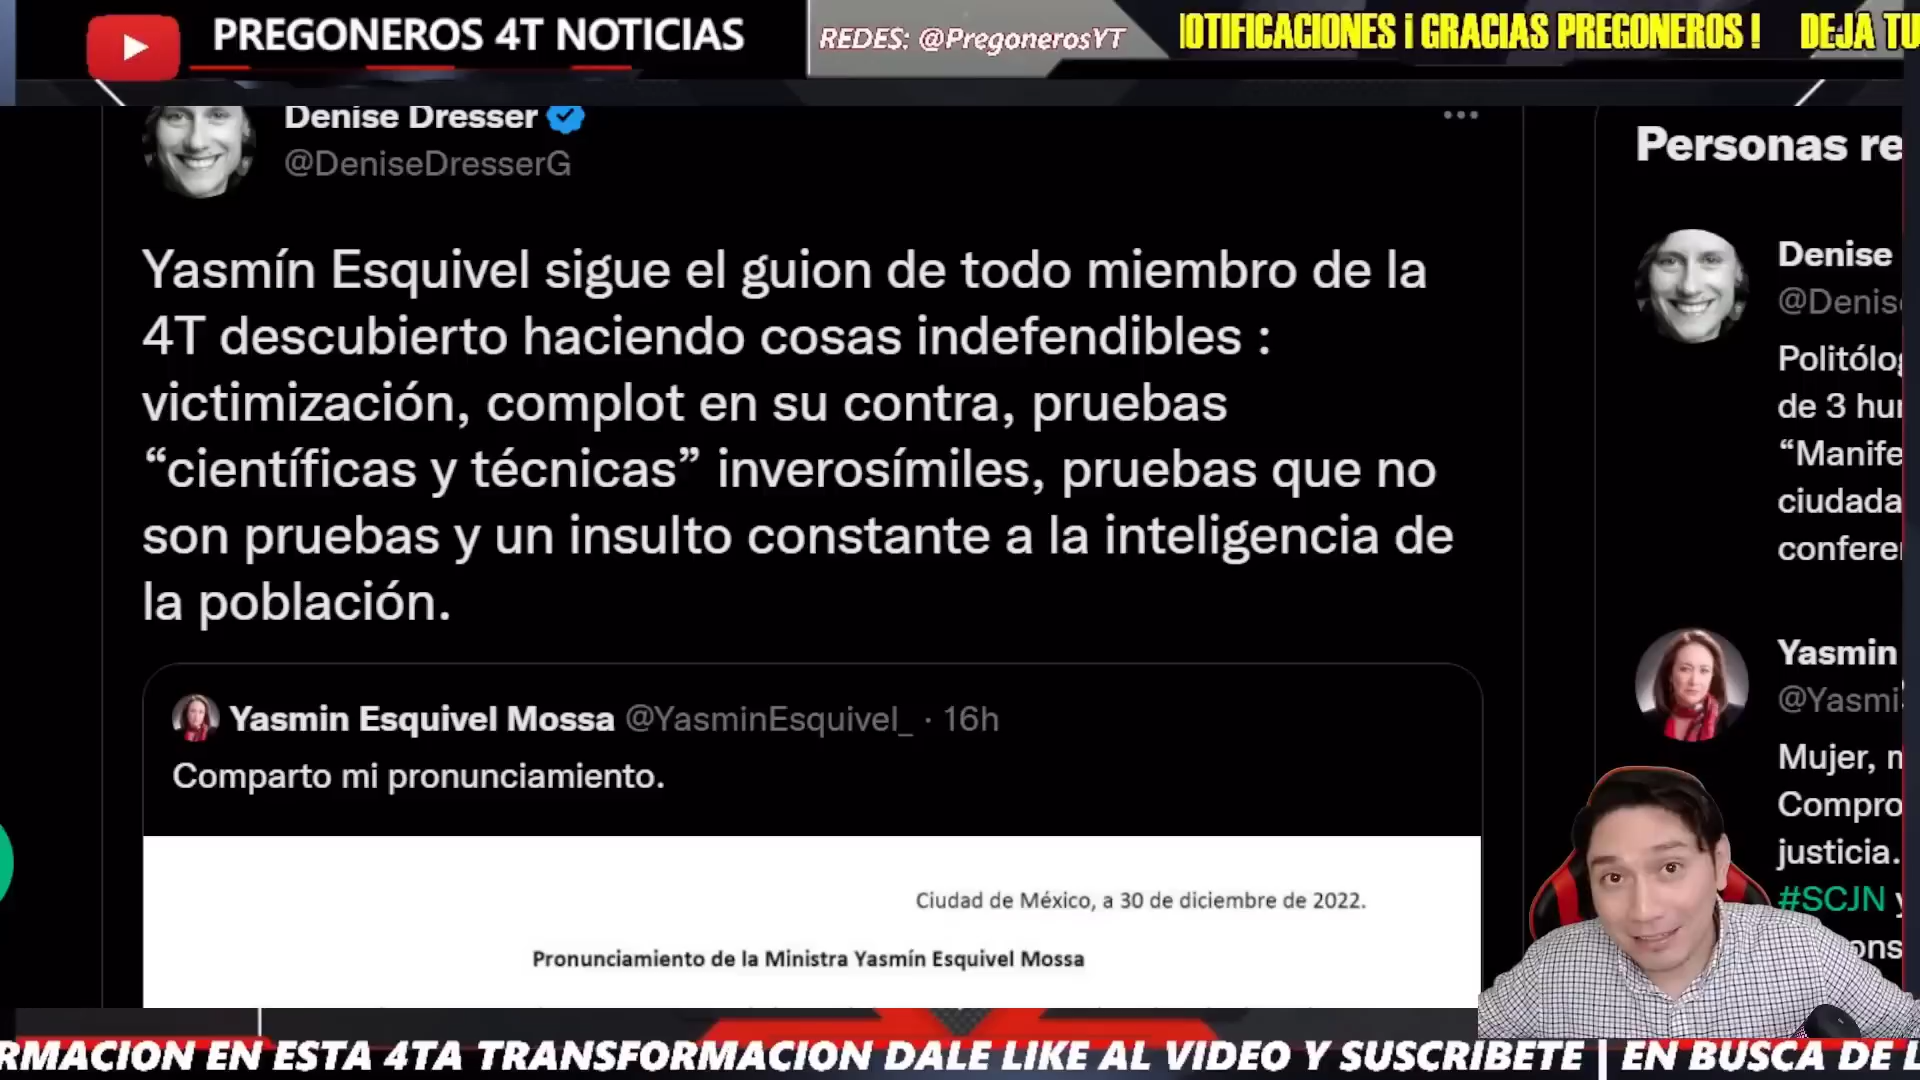 PREGONEROS 4T NOTICIAS
REDES: @PregonerosYT
NOTIFICACIONES ¡ GRACIAS PREGONEROS ! DEJA TU
Denise Dresser
@DeniseDresserG
Yasmín Esquivel sigue el guion de todo miembro de la
4T descubierto haciendo cosas indefendibles :
victimización, complot en su contra, pruebas
“científicas y técnicas” inverosímiles, pruebas que no
son pruebas y un insulto constante a la inteligencia de
la población.
Yasmin Esquivel Mossa @YasminEsquivel_ · 16h
Comparto mi pronunciamiento.
Ciudad de México, a 30 de diciembre de 2022.
Pronunciamiento de la Ministra Yasmín Esquivel Mossa
Personas re
Denise
@Denis
Politólo
de 3 hu
“Manife
ciudada
confere
Yasmin
@Yasmi
Mujer, m
Compro
justicia.
#SCJN y
ons
RMACION EN ESTA 4TA TRANSFORMACION DALE LIKE AL VIDEO Y SUSCRIBETE | EN BUSCA DE L